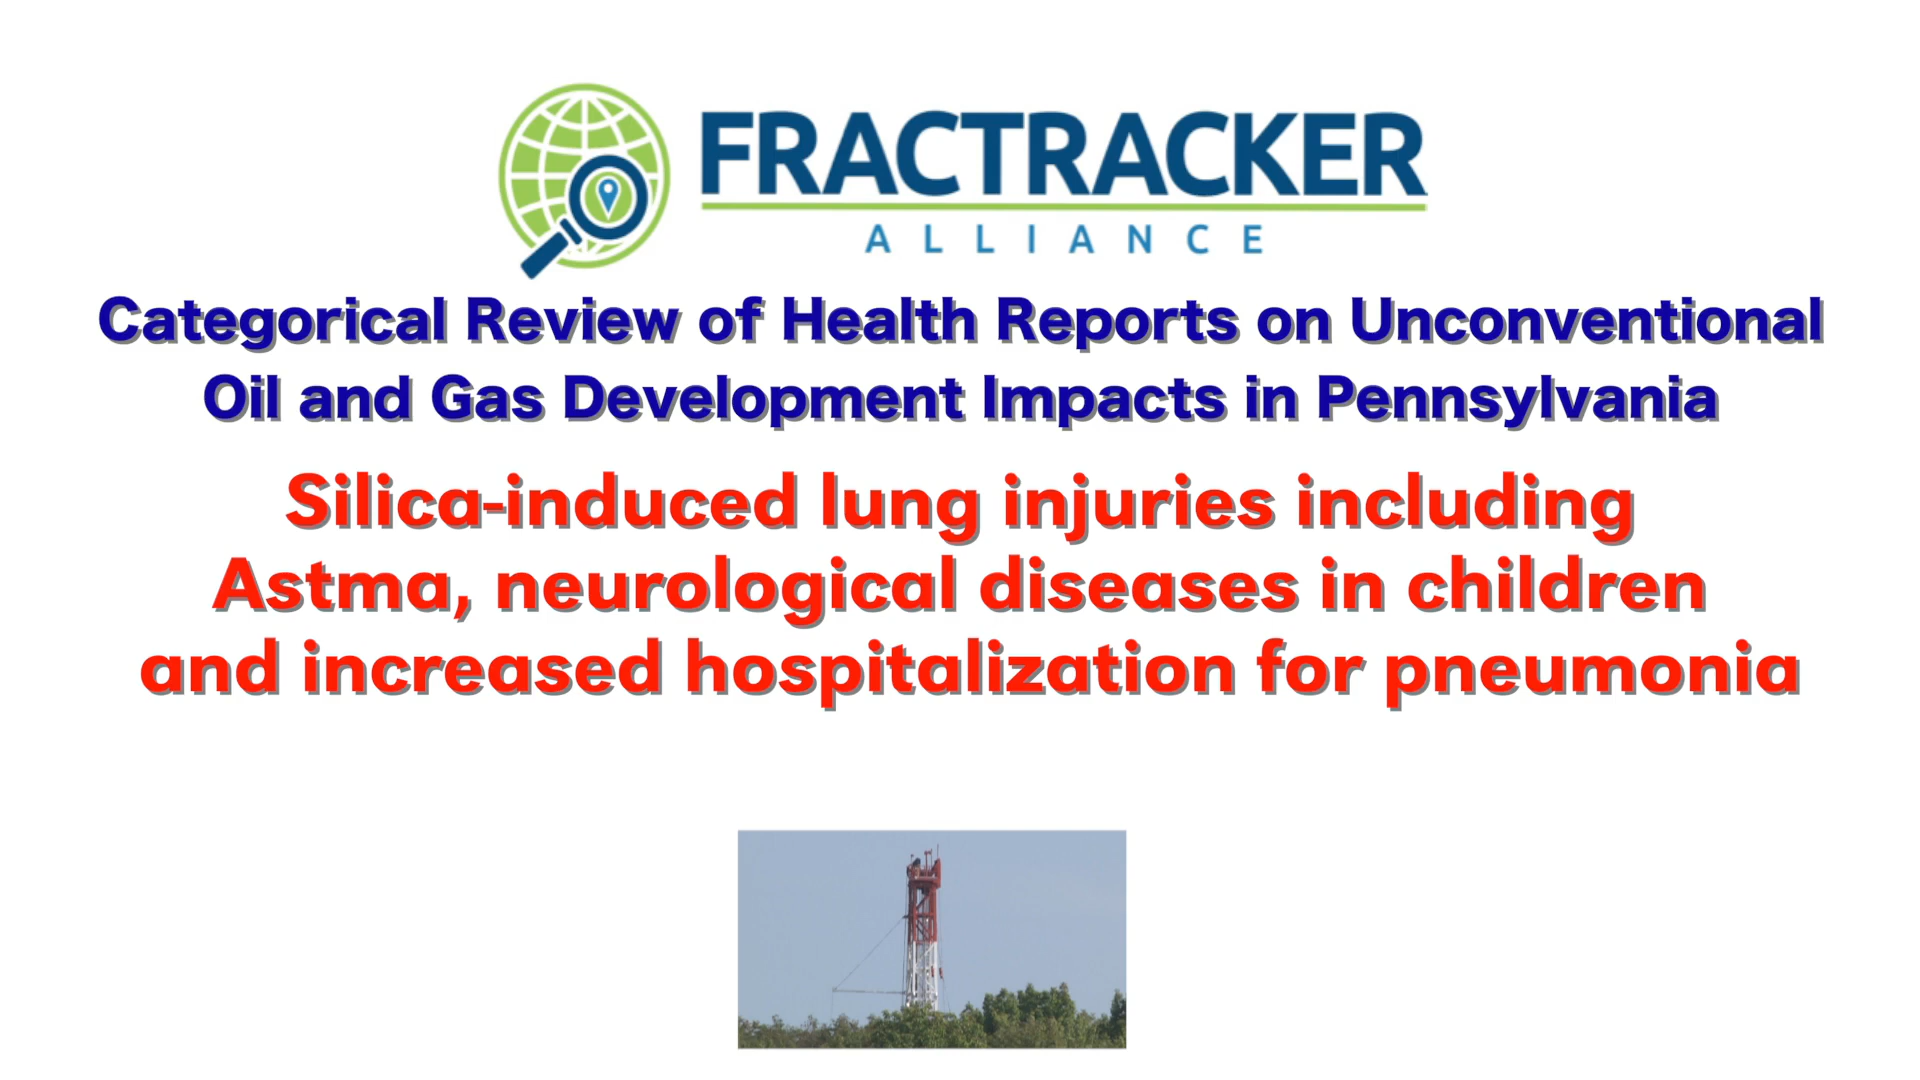 FRACTRACKER
ALLIANCE
Categorical Review of Health Reports on Unconventional
Oil and Gas Development Impacts in Pennsylvania
Silica-induced lung injuries including
Astma, neurological diseases in children
and increased hospitalization for pneumonia